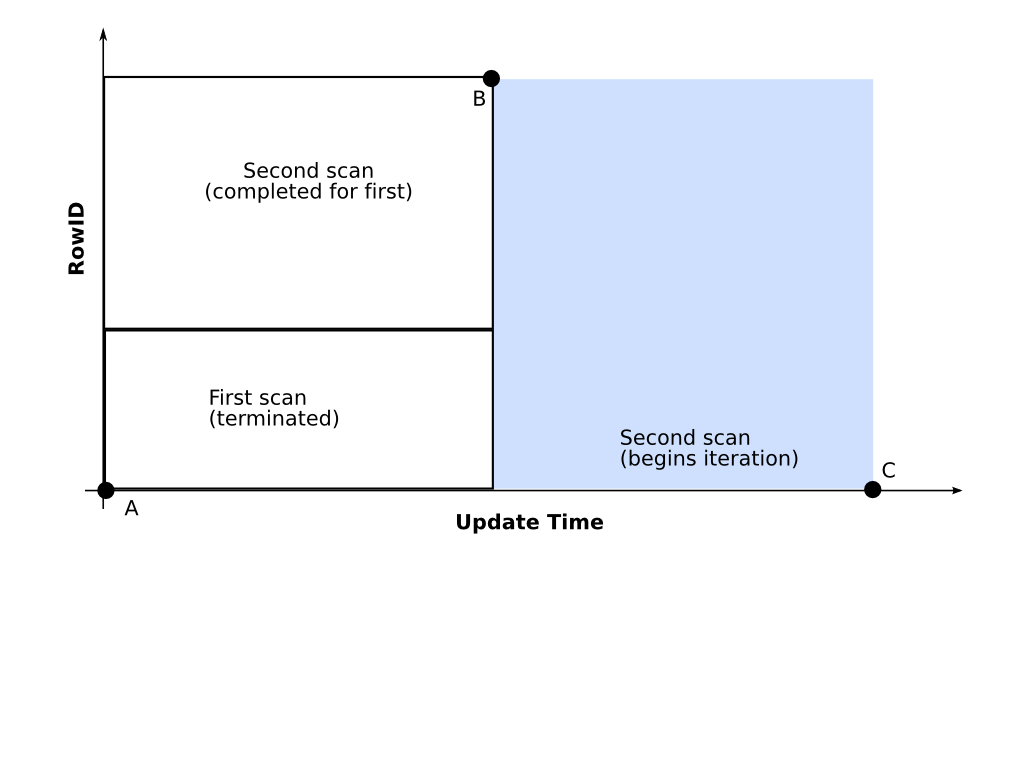 B
Second scan
(completed for first)
RowID
First scan
(terminated)
Second scan
(begins iteration)
C
A
Update Time